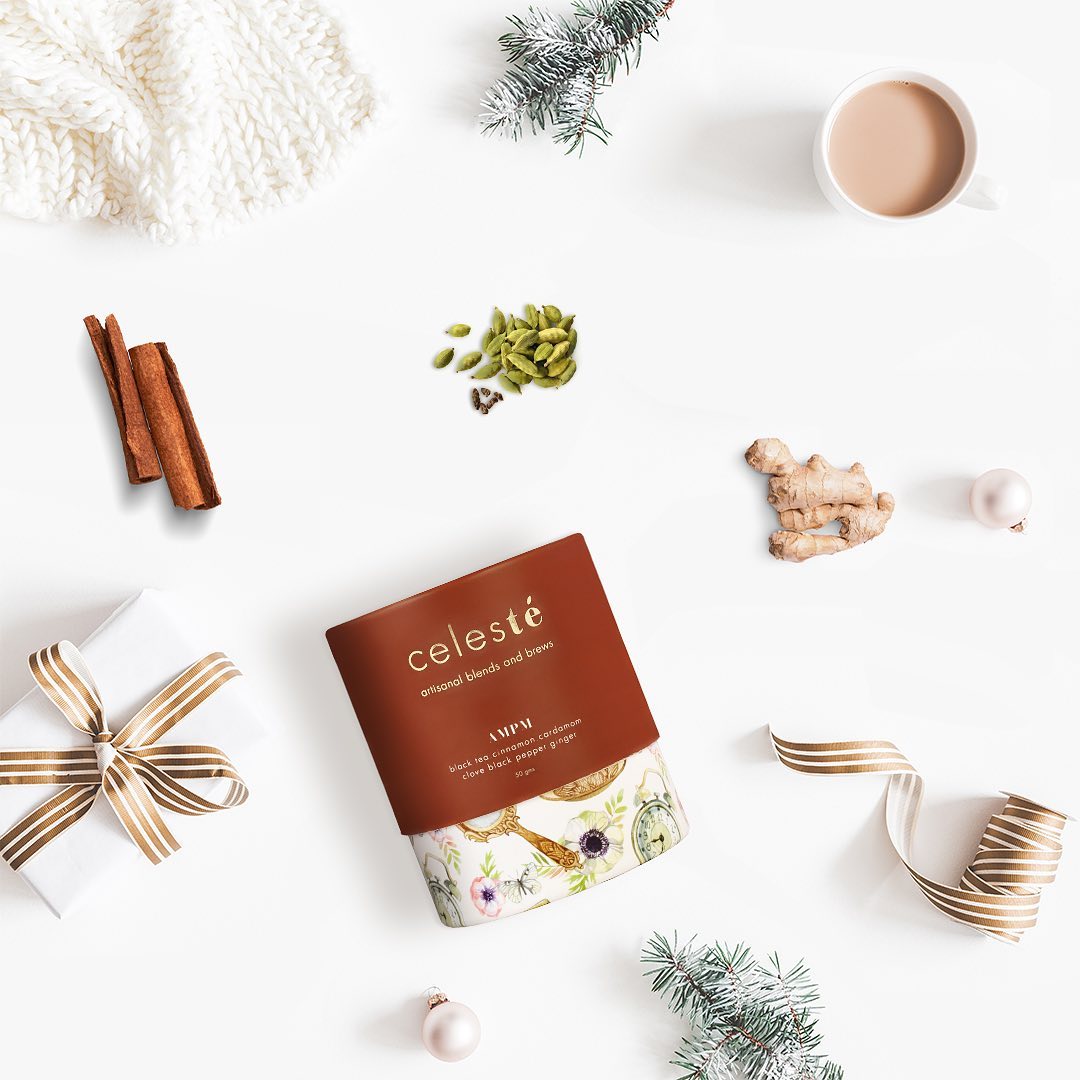 celesté
artisanal blends and brews
AMPM
black tea cinnamon cardamom
clove black pepper ginger
50 gms